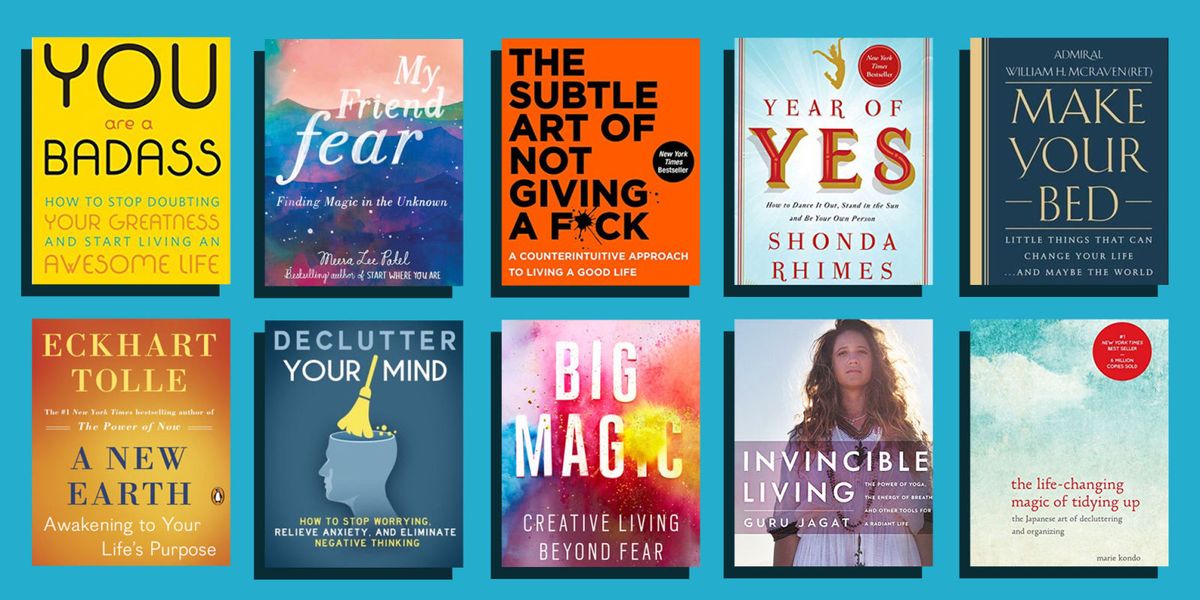 YOU
are a
BADASS
HOW TO STOP DOUBTING
YOUR GREATNESS
AND START LIVING AN
AWESOME LIFE
My
Friend
fear
Finding Magic in the Unknown
Meera Lee Patel
Bestselling author of START WHERE YOU ARE
THE
SUBTLE
ART OF
NOT
GIVING
A F*CK
New York
Times
Bestseller
A COUNTERINTUITIVE APPROACH
TO LIVING A GOOD LIFE
New York
Times
Bestseller
YEAR OF
YES
How to Dance It Out, Stand in the Sun
and Be Your Own Person
SHONDA
RHIMES
ADMIRAL
WILLIAM H. MCRAVEN (RET)
MAKE
YOUR
BED
LITTLE THINGS THAT CAN
CHANGE YOUR LIFE
...AND MAYBE THE WORLD
ECKHART
TOLLE
The #1 New York Times bestselling author of
The Power of Now
A NEW
EARTH
Awakening to Your
Life's Purpose
DECLUTTER
YOUR MIND
HOW TO STOP WORRYING,
RELIEVE ANXIETY, AND ELIMINATE
NEGATIVE THINKING
BIG
MAGIC
CREATIVE LIVING
BEYOND FEAR
INVINCIBLE
LIVING
THE POWER OF YOGA,
THE ENERGY OF BREATH
AND OTHER TOOLS FOR
A RADIANT LIFE
GURU JAGAT
#1
NEW YORK TIMES
BEST SELLER
—
6 MILLION
COPIES SOLD
the life-changing
magic of tidying up
the Japanese art of decluttering
and organizing
marie kondo